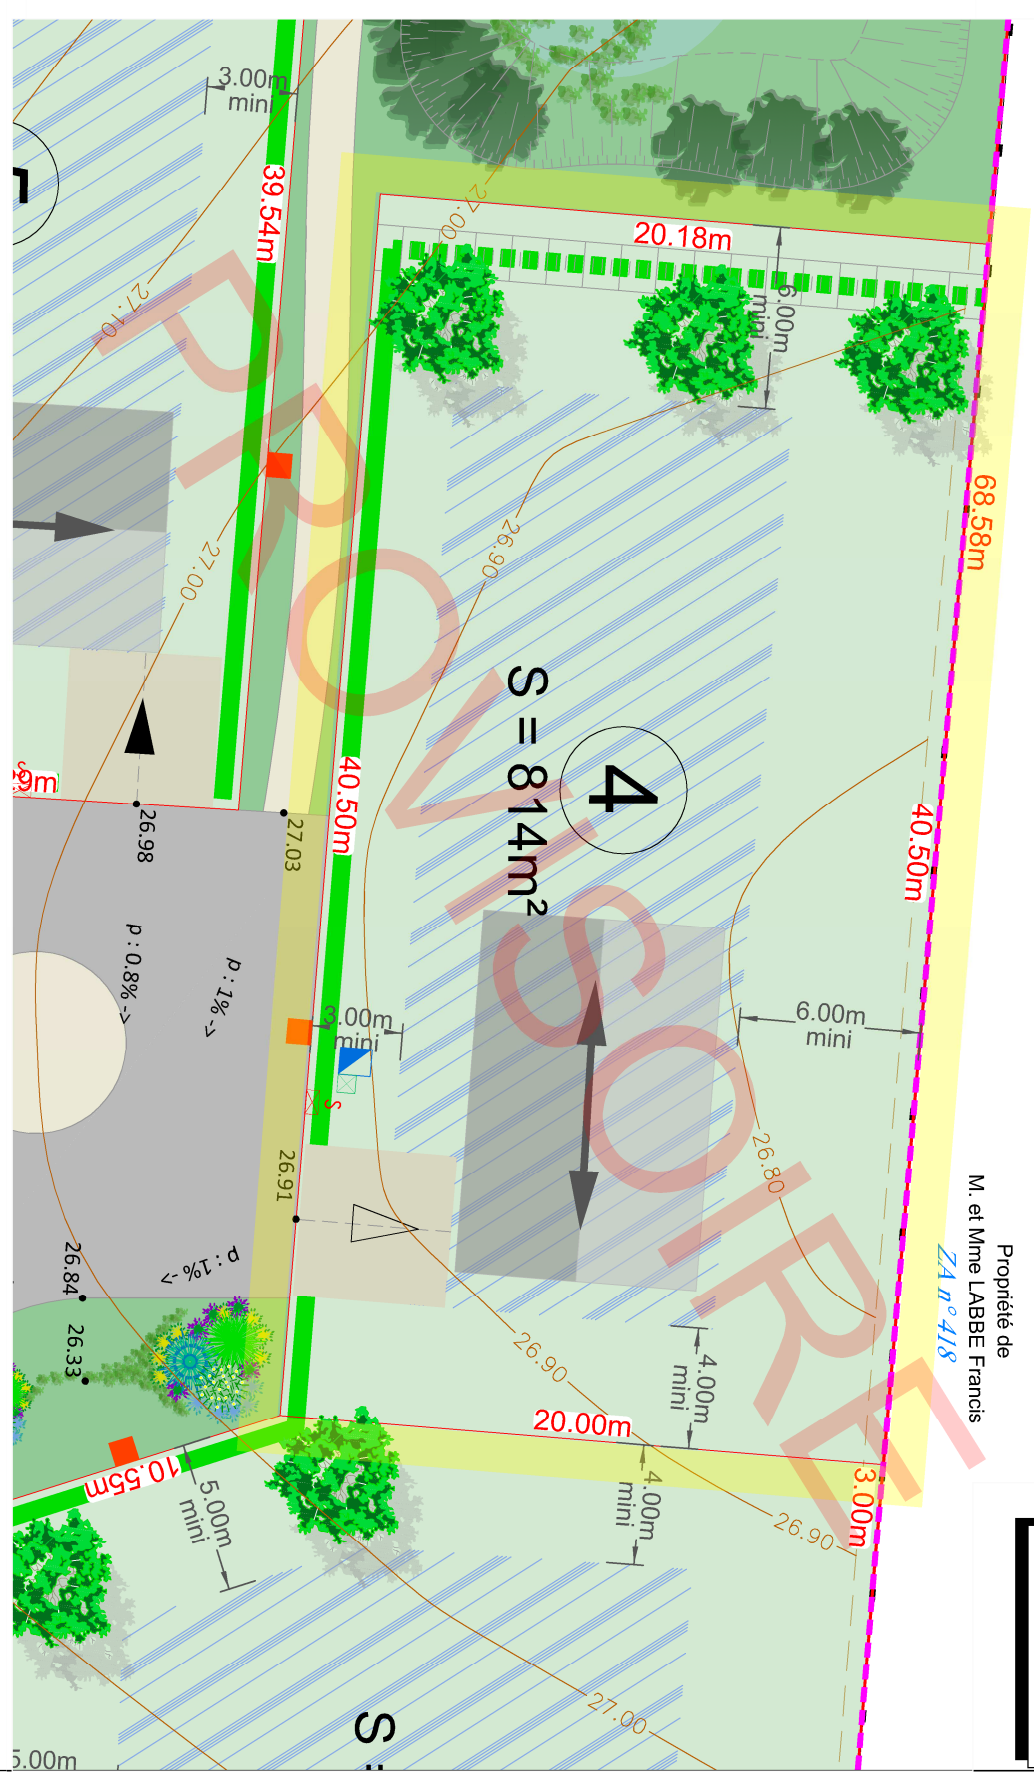 3.00m
mini
39.54m
20.18m
27.00
27.10
6.00m
mini
68.58m
26.90
27.00
S = 814m²
4
40.50m
40.50m
9m
S
26.98
27.03
p : 0.8% ->
p : 1% ->
3.00m
mini
6.00m
mini
S
26.91
26.80
p : 1% ->
26.84
26.33
Propriété de
M. et Mme LABBE Francis
ZA n° 418
26.90
4.00m
mini
20.00m
3.00m
10.55m
5.00m
mini
4.00m
mini
26.90
27.00
S =
5.00m
PROVISOIRE